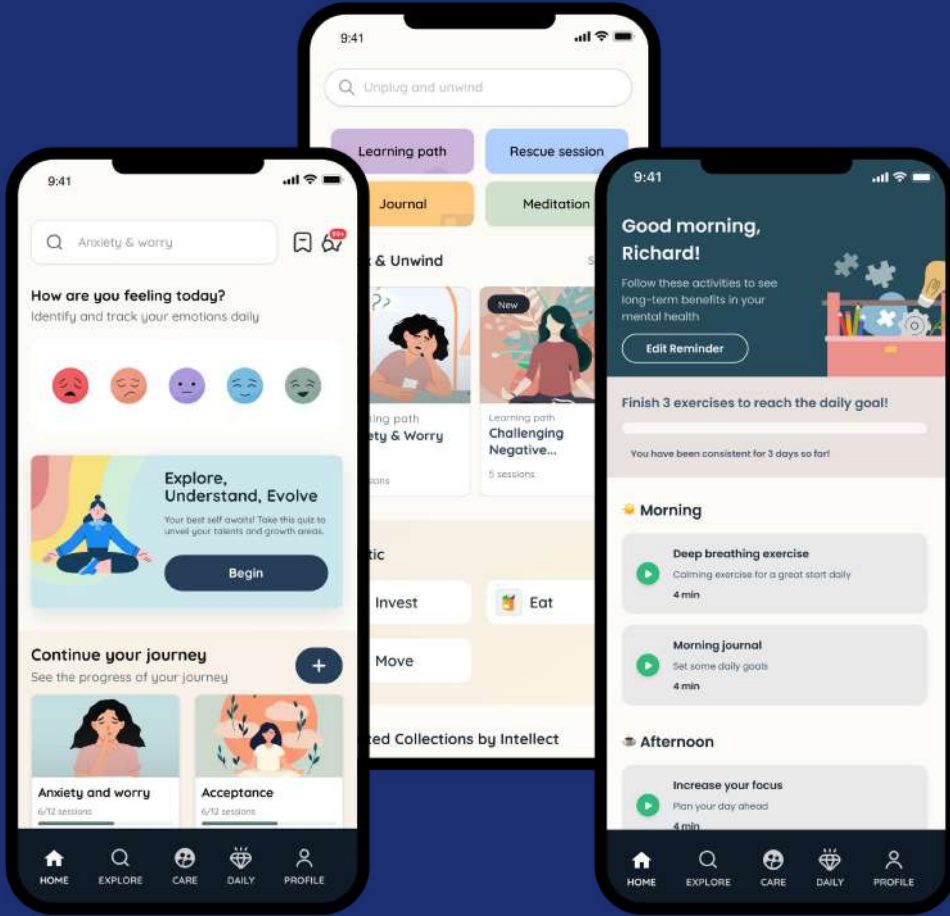 9:41
Anxiety & worry
99+
How are you feeling today?
Identify and track your emotions daily
Explore,
Understand, Evolve
Your best self awaits! Take this quiz to
unveil your talents and growth areas.
Begin
Continue your journey
See the progress of your journey
+
Anxiety and worry
6/12 sessions
Acceptance
6/12 sessions
HOME
EXPLORE
CARE
DAILY
PROFILE
9:41
Unplug and unwind
Learning path
Rescue session
Journal
Meditation
& Unwind
New
path
& Worry
Learning path
Challenging
Negative...
5 sessions
Invest
Eat
Move
Collections by Intellect
9:41
Good morning,
Richard!
Follow these activities to see
long-term benefits in your
mental health
Edit Reminder
Finish 3 exercises to reach the daily goal!
You have been consistent for 3 days so far!
Morning
Deep breathing exercise
Calming exercise for a great start daily
4 min
Morning journal
Set some daily goals
4 min
Afternoon
Increase your focus
Plan your day ahead
4 min
HOME
EXPLORE
CARE
DAILY
PROFILE